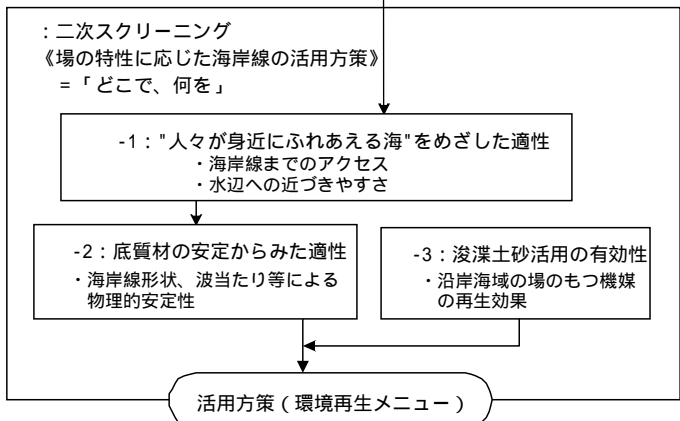 ：二次スクリーニング
《場の特性に応じた海岸線の活用方策》
＝「どこで、何を」
-1："人々が身近にふれあえる海"をめざした適性
・海岸線までのアクセス
・水辺への近づきやすさ
-2：底質材の安定からみた適性
・海岸線形状、波当たり等による
物理的安定性
-3：浚渫土砂活用の有効性
・沿岸海域の場のもつ機媒
の再生効果
活用方策（環境再生メニュー）